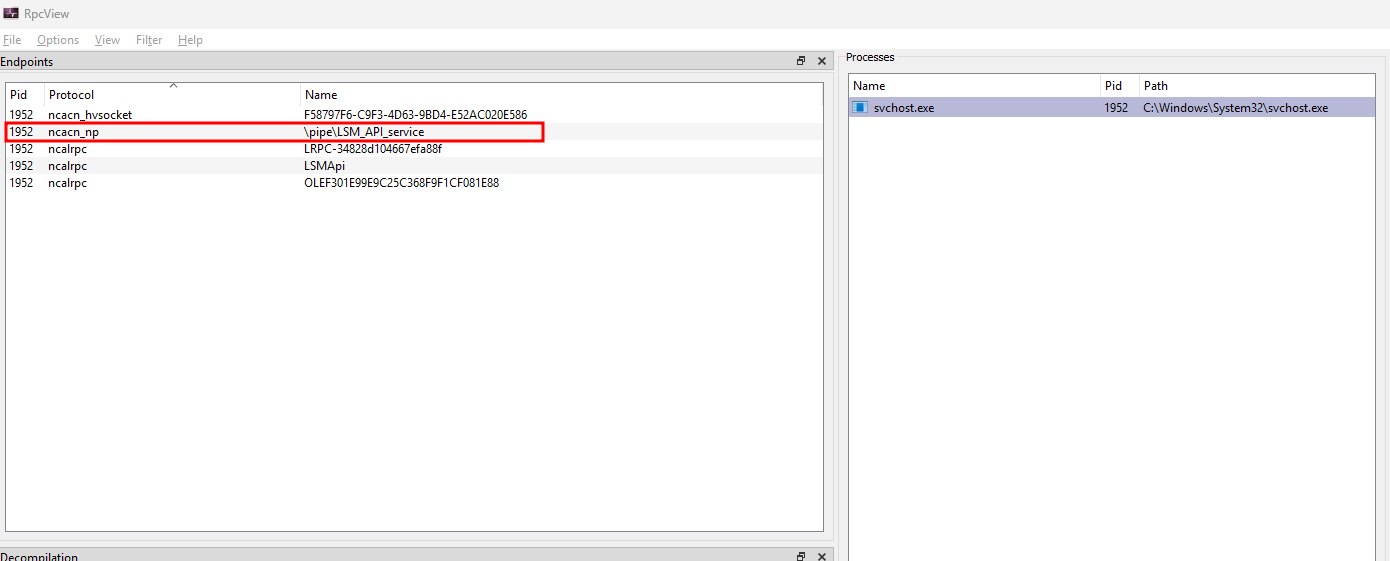 RpcView
File Options View Filter Help
Endpoints
Pid Protocol Name
1952 ncacn_hvsocket F58797F6-C9F3-4D63-9BD4-E52AC020E586
1952 ncacn_np \pipe\LSM_API_service
1952 ncalrpc LRPC-34828d104667efa88f
1952 ncalrpc LSMApi
1952 ncalrpc OLEF301E99E9C25C368F9F1CF081E88
Decompilation
Processes
Name Pid Path
svchost.exe 1952 C:\Windows\System32\svchost.exe